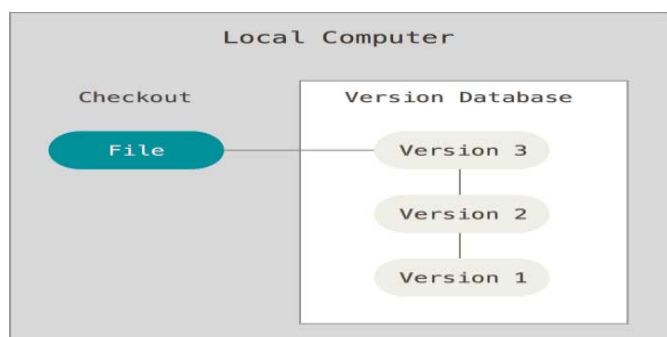 Local Computer
Checkout
Version Database
File
Version 3
Version 2
Version 1